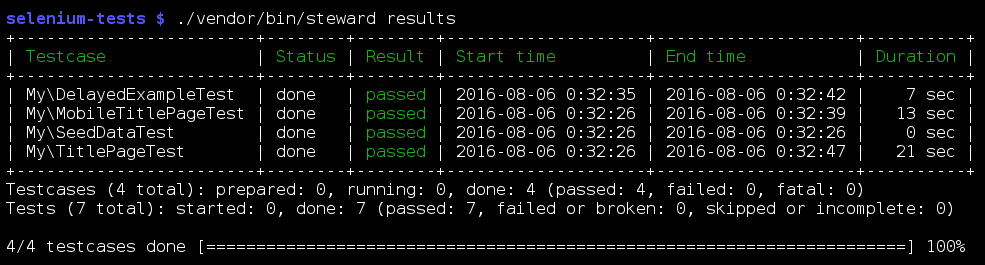 selenium-tests $ ./vendor/bin/steward results
+------------------------+--------+--------+--------------------+--------------------+----------+
| Testcase               | Status | Result | Start time         | End time           | Duration |
+------------------------+--------+--------+--------------------+--------------------+----------+
| My\DelayedExampleTest  | done   | passed | 2016-08-06 0:32:35 | 2016-08-06 0:32:42 |    7 sec |
| My\MobileTitlePageTest | done   | passed | 2016-08-06 0:32:26 | 2016-08-06 0:32:39 |   13 sec |
| My\SeedDataTest        | done   | passed | 2016-08-06 0:32:26 | 2016-08-06 0:32:26 |    0 sec |
| My\TitlePageTest       | done   | passed | 2016-08-06 0:32:26 | 2016-08-06 0:32:47 |   21 sec |
+------------------------+--------+--------+--------------------+--------------------+----------+
Testcases (4 total): prepared: 0, running: 0, done: 4 (passed: 4, failed: 0, fatal: 0)
Tests (7 total): started: 0, done: 7 (passed: 7, failed or broken: 0, skipped or incomplete: 0)
4/4 testcases done [======================================================================] 100%